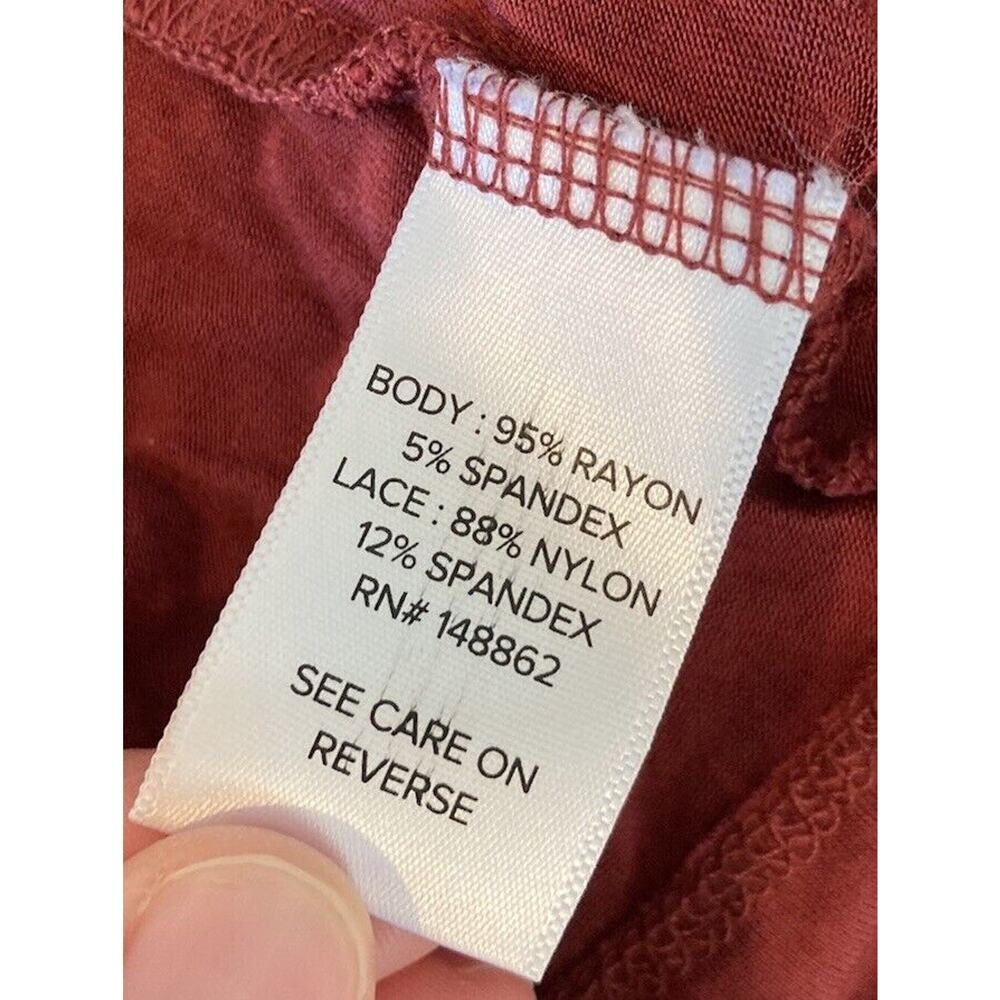 BODY : 95% RAYON
5% SPANDEX
LACE : 88% NYLON
12% SPANDEX
RN# 148862
SEE CARE ON
REVERSE